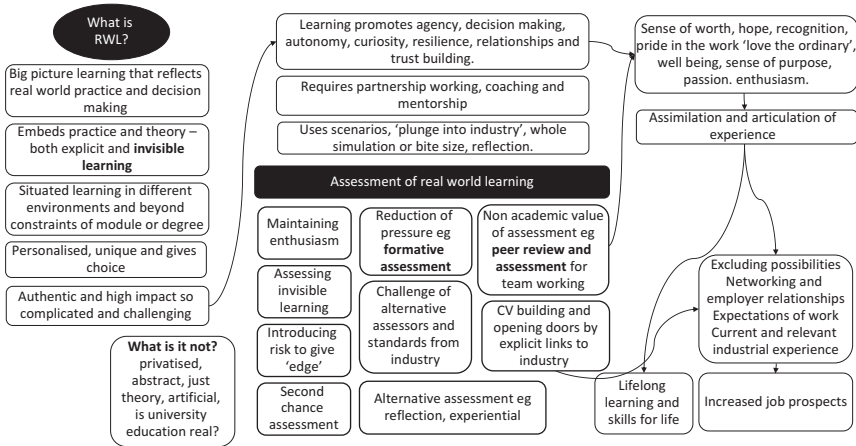 What is
RWL?
Big picture learning that reflects
real world practice and decision
making
Embeds practice and theory –
both explicit and invisible
learning
Situated learning in different
environments and beyond
constraints of module or degree
Personalised, unique and gives
choice
Authentic and high impact so
complicated and challenging
What is it not?
privatised,
abstract, just
theory, artificial,
is university
education real?
Learning promotes agency, decision making,
autonomy, curiosity, resilience, relationships and
trust building.
Requires partnership working, coaching and
mentorship
Uses scenarios, ‘plunge into industry’, whole
simulation or bite size, reflection.
Assessment of real world learning
Maintaining
enthusiasm
Assessing
invisible
learning
Introducing
risk to give
‘edge’
Second
chance
assessment
Reduction of
pressure eg
formative
assessment
Challenge of
alternative
assessors and
standards from
industry
Alternative assessment eg
reflection, experiential
Non academic value
of assessment eg
peer review and
assessment for
team working
CV building and
opening doors by
explicit links to
industry
Sense of worth, hope, recognition,
pride in the work ‘love the ordinary’,
well being, sense of purpose,
passion. enthusiasm.
Assimilation and articulation of
experience
Excluding possibilities
Networking and
employer relationships
Expectations of work
Current and relevant
industrial experience
Lifelong
learning and
skills for life
Increased job prospects